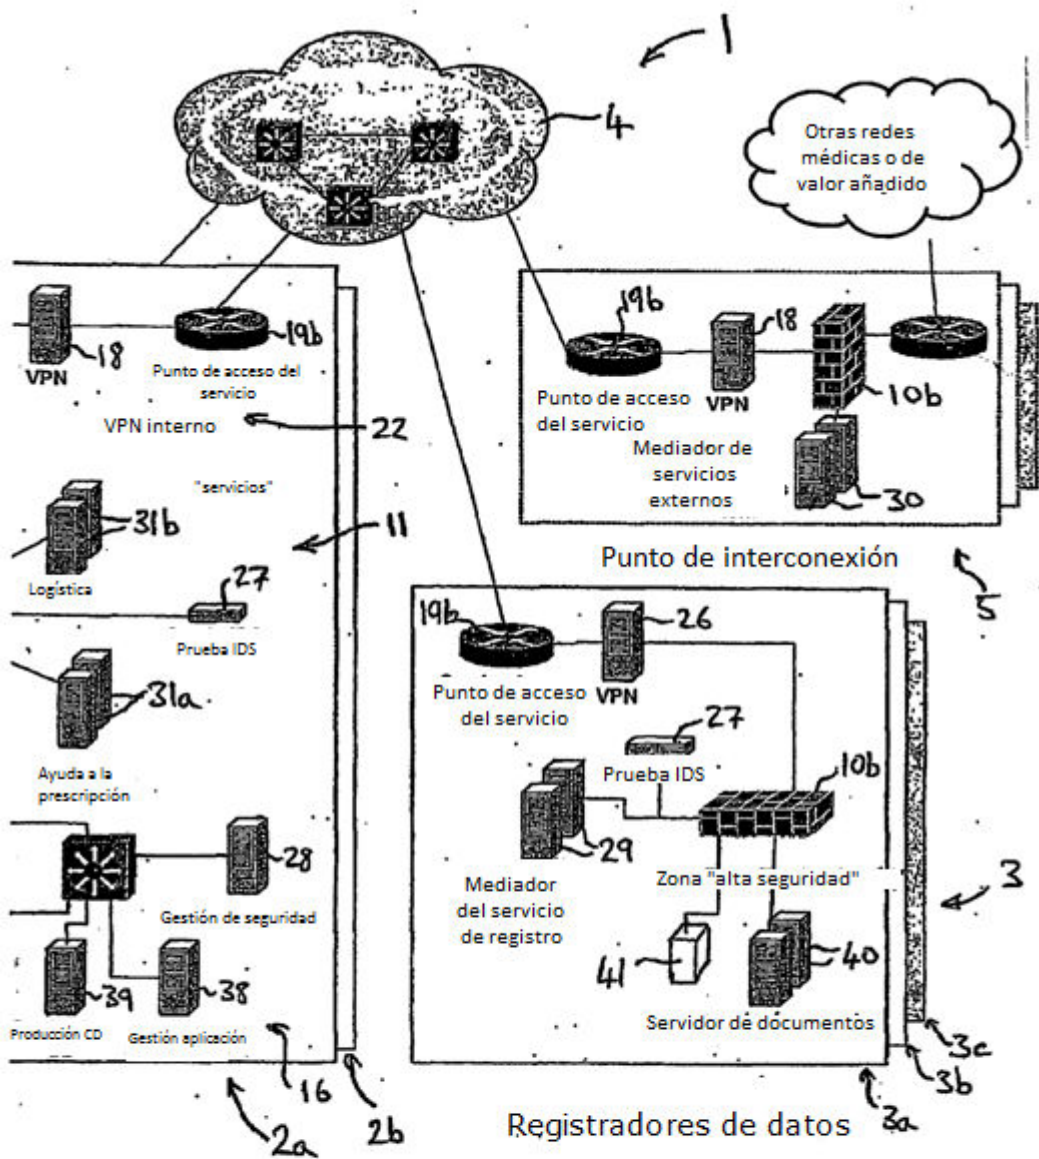 1
4
Otras redes
médicas o de
valor añadido
18
VPN
19b
Punto de acceso del
servicio
VPN interno
22
"servicios"
31b
11
Logística
27
Prueba IDS
31a
Ayuda a la
prescripción
28
Gestión de seguridad
39
38
Producción CD
Gestión aplicación
16
2a
2b
19b
18
10b
Punto de acceso
del servicio
VPN
Mediador de
servicios
externos
30
Punto de interconexión
5
19b
26
Punto de acceso
del servicio
VPN
27
Prueba IDS
10b
29
Mediador
del servicio
de registro
Zona "alta seguridad"
3
41
40
Servidor de documentos
3c
3b
3a
Registradores de datos